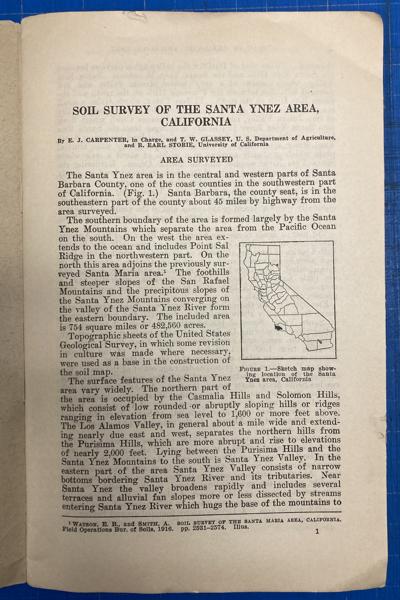 SOIL SURVEY OF THE SANTA YNEZ AREA,
CALIFORNIA
By E. J. CARPENTER, in Charge, and T. W. GLASSEY, U. S. Department of Agriculture,
and R. EARL STORIE, University of California
AREA SURVEYED
The Santa Ynez area is in the central and western parts of Santa
Barbara County, one of the coast counties in the southwestern part
of California. (Fig. 1.) Santa Barbara, the county seat, is in the
southeastern part of the county about 45 miles by highway from the
area surveyed.
The southern boundary of the area is formed largely by the Santa
Ynez Mountains which separate the area from the Pacific Ocean
on the south. On the west the area ex-
tends to the ocean and includes Point Sal
Ridge in the northwestern part. On the
north this area adjoins the previously sur-
veyed Santa Maria area.¹ The foothills
and steeper slopes of the San Rafael
Mountains and the precipitous slopes of
the Santa Ynez Mountains converging on
the valley of the Santa Ynez River form
the eastern boundary. The included area
is 754 square miles or 482,560 acres.
Topographic sheets of the United States
Geological Survey, in which some revision
in culture was made where necessary,
were used as a base in the construction of
the soil map.
The surface features of the Santa Ynez
area vary widely. The northern part of
FIGURE 1.—Sketch map show-
ing location of the Santa
Ynez area, California
the area is occupied by the Casmalia Hills and Solomon Hills,
which consist of low rounded or abruptly sloping hills or ridges
ranging in elevation from sea level to 1,600 or more feet above.
The Los Alamos Valley, in general about a mile wide and extend-
ing nearly due east and west, separates the northern hills from
the Purisima Hills, which are more abrupt and rise to elevations
of nearly 2,000 feet. Lying between the Purisima Hills and the
Santa Ynez Mountains to the south is Santa Ynez Valley. In the
eastern part of the area Santa Ynez Valley consists of narrow
bottoms bordering Santa Ynez River and its tributaries. Near
Santa Ynez the valley broadens rapidly and includes several
terraces and alluvial fan slopes more or less dissected by streams
entering Santa Ynez River which hugs the base of the mountains to
¹ WATSON, E. B., and SMITH, A. SOIL SURVEY OF THE SANTA MARIA AREA, CALIFORNIA.
Field Operations Bur. of Soils, 1916. pp. 2531-2574. Illus.
1